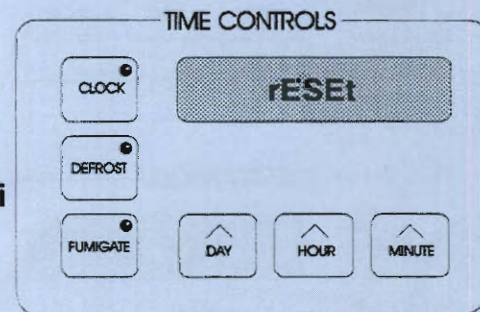 TIME CONTROLS
CLOCK
rESEt
DEFROST
i
FUMIGATE
DAY
HOUR
MINUTE